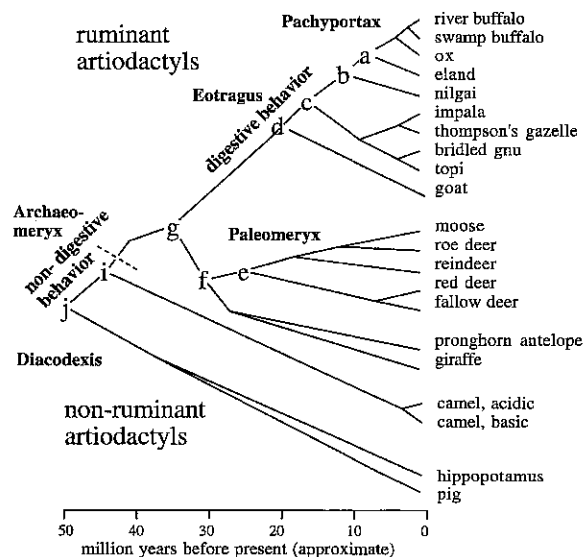 ruminant
artiodactyls
Pachyportax
river buffalo
swamp buffalo
ox
eland
nilgai
impala
thompson's gazelle
bridled gnu
topi
goat
a
b
c
d
Eotragus
digestive behavior
Archaeo-
meryx
non-digestive
behavior
g
Paleomeryx
moose
roe deer
reindeer
red deer
fallow deer
f
e
i
j
pronghorn antelope
giraffe
Diacodexis
non-ruminant
artiodactyls
camel, acidic
camel, basic
hippopotamus
pig
50 40 30 20 10 0
million years before present (approximate)